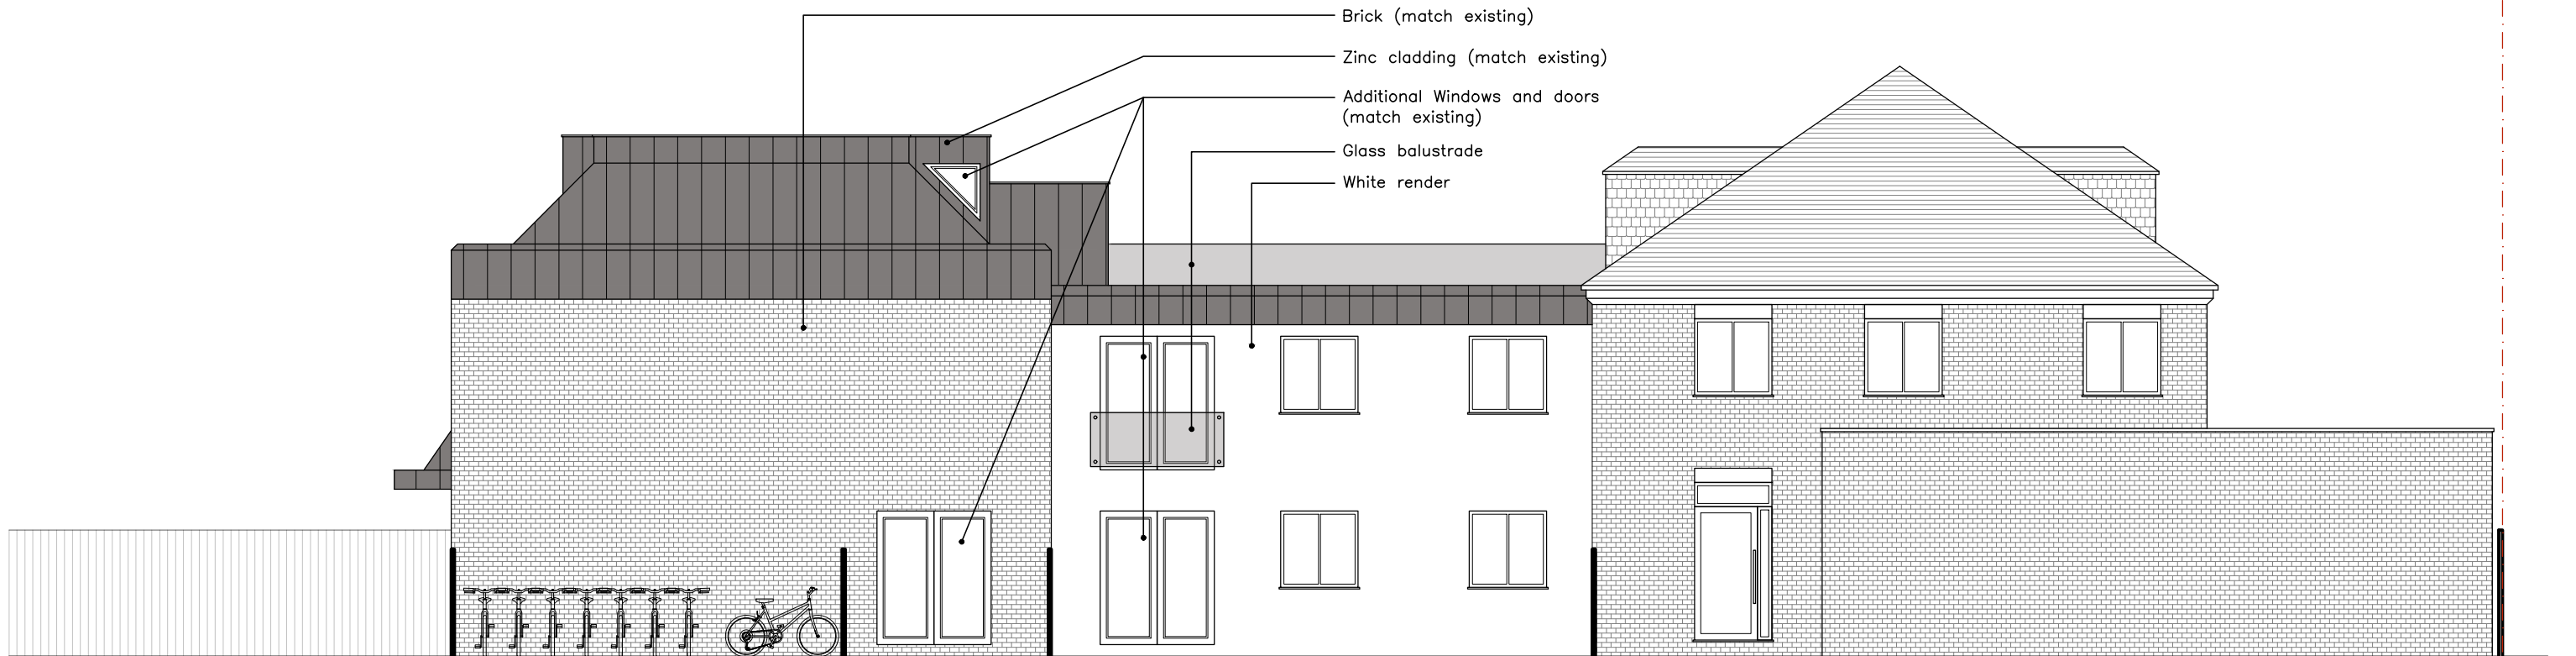 Brick (match existing)
Zinc cladding (match existing)
Additional Windows and doors
(match existing)
Glass balustrade
White render